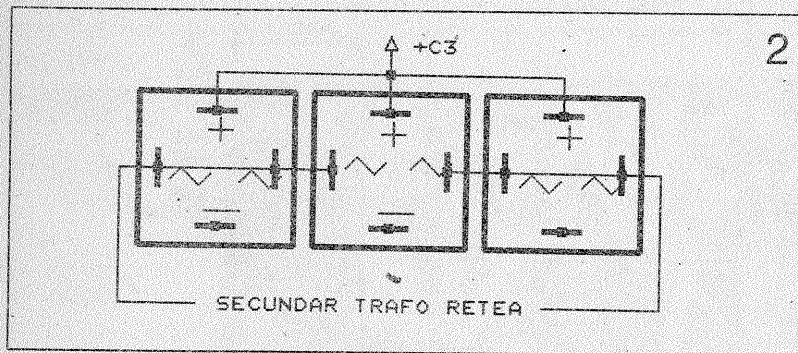 2
+C3
+ + +
— —
SECUNDAR TRAFO RETEA